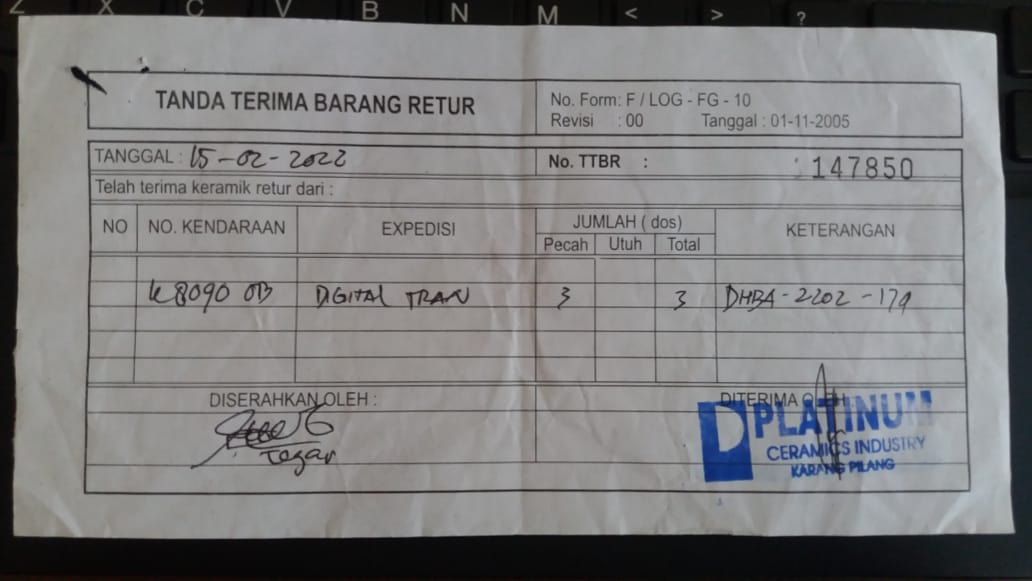 Z X C V B N M < > ?
TANDA TERIMA BARANG RETUR
No. Form: F / LOG - FG - 10
Revisi : 00 Tanggal : 01-11-2005
TANGGAL : 15-02-2022
No. TTBR : 147850
Telah terima keramik retur dari :
NO NO. KENDARAAN EXPEDISI JUMLAH ( dos) KETERANGAN
Pecah Utuh Total
K 8090 OB DIGITAL TRAN 3 3 DHBA-2202-179
DISERAHKAN OLEH : DITERIMA OLEH
Tegar
PLATINUM
CERAMICS INDUSTRY
KARANG PILANG